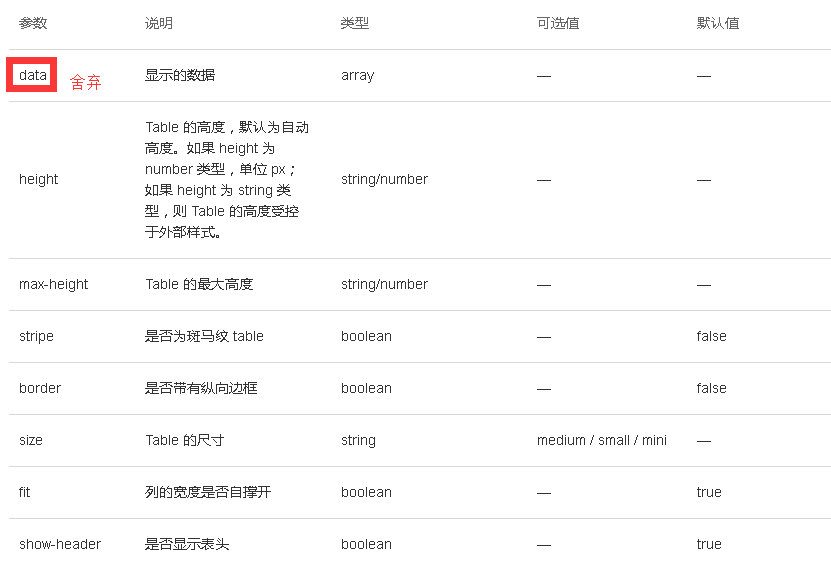 参数 说明 类型 可选值 默认值
data 舍弃 显示的数据 array — —
Table 的高度，默认为自动
高度。如果 height 为
number 类型，单位 px；
height 如果 height 为 string 类 string/number — —
型，则 Table 的高度受控
于外部样式。
max-height Table 的最大高度 string/number — —
stripe 是否为斑马纹 table boolean — false
border 是否带有纵向边框 boolean — false
size Table 的尺寸 string medium / small / mini —
fit 列的宽度是否自撑开 boolean — true
show-header 是否显示表头 boolean — true